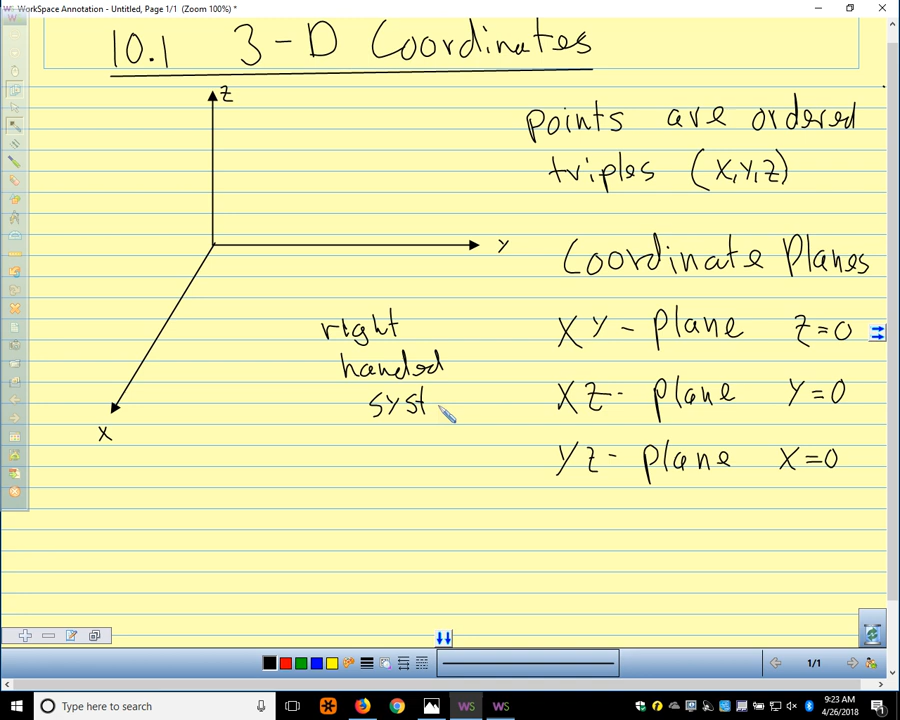 WorkSpace Annotation - Untitled, Page 1/1 (Zoom 100%) *
10.1 3-D Coordinates
z
y
x
right
handed
syst
points are ordered
triples (x,y,z)
Coordinate Planes
XY-plane z=0
XZ-plane y=0
YZ-plane x=0
1/1
Type here to search
WS
WS
9:23 AM
4/26/2018